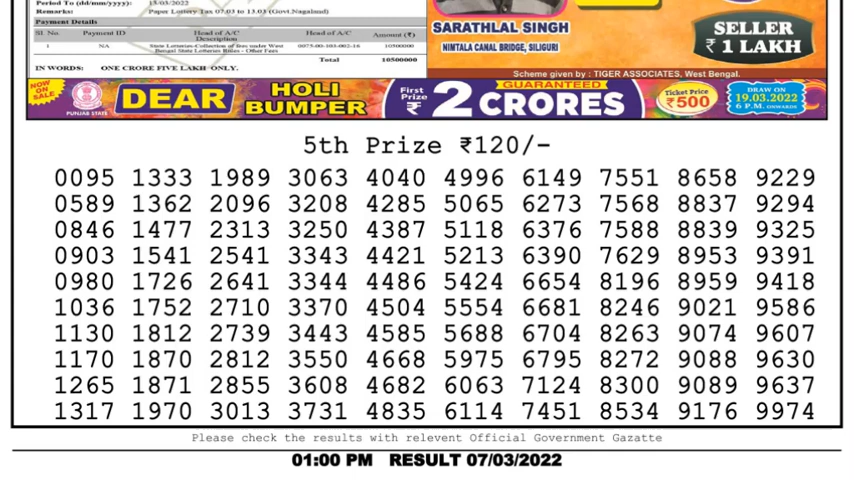 Period To (dd/mm/yyyy): 13/03/2022
Remarks: Paper Lottery Tax 07.03 to 13.03 (Govt.Nagaland)
Payment Details
Sl. No. Payment ID Head of A/C Description Head of A/C Amount (₹)
1 NA State Lotteries-Collection of fees under West Bengal State Lotteries Rules - Other Fees 0075-00-103-002-16 10500000
Total 10500000
IN WORDS: ONE CRORE FIVE LAKH ONLY.
SARATHLAL SINGH
NIMTALA CANAL BRIDGE, SILIGURI
SELLER
₹ 1 LAKH
Scheme given by : TIGER ASSOCIATES, West Bengal.
NOW ON SALE
PUNJAB STATE
DEAR
HOLI
BUMPER
First Prize ₹
GUARANTEED
2 CRORES
Ticket Price
₹500
DRAW ON
19.03.2022
6 P.M. ONWARDS
5th Prize ₹120/-
0095 1333 1989 3063 4040 4996 6149 7551 8658 9229
0589 1362 2096 3208 4285 5065 6273 7568 8837 9294
0846 1477 2313 3250 4387 5118 6376 7588 8839 9325
0903 1541 2541 3343 4421 5213 6390 7629 8953 9391
0980 1726 2641 3344 4486 5424 6654 8196 8959 9418
1036 1752 2710 3370 4504 5554 6681 8246 9021 9586
1130 1812 2739 3443 4585 5688 6704 8263 9074 9607
1170 1870 2812 3550 4668 5975 6795 8272 9088 9630
1265 1871 2855 3608 4682 6063 7124 8300 9089 9637
1317 1970 3013 3731 4835 6114 7451 8534 9176 9974
Please check the results with relevent Official Government Gazatte
01:00 PM RESULT 07/03/2022